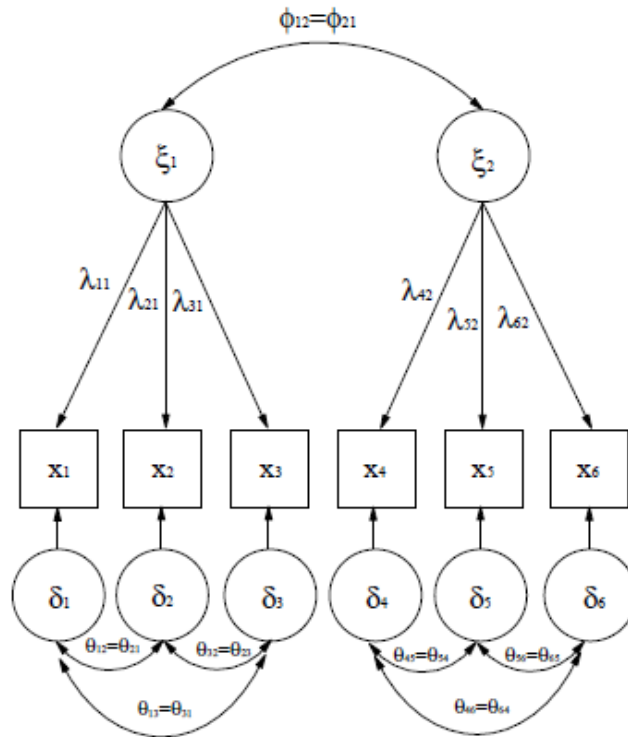 ϕ₁₂=ϕ₂₁
ξ₁ ξ₂
λ₁₁ λ₂₁ λ₃₁ λ₄₂ λ₅₂ λ₆₂
x₁ x₂ x₃ x₄ x₅ x₆
δ₁ δ₂ δ₃ δ₄ δ₅ δ₆
θ₁₂=θ₂₁ θ₃₂=θ₂₃ θ₄₅=θ₅₄ θ₅₆=θ₆₅
θ₁₃=θ₃₁ θ₄₆=θ₆₄